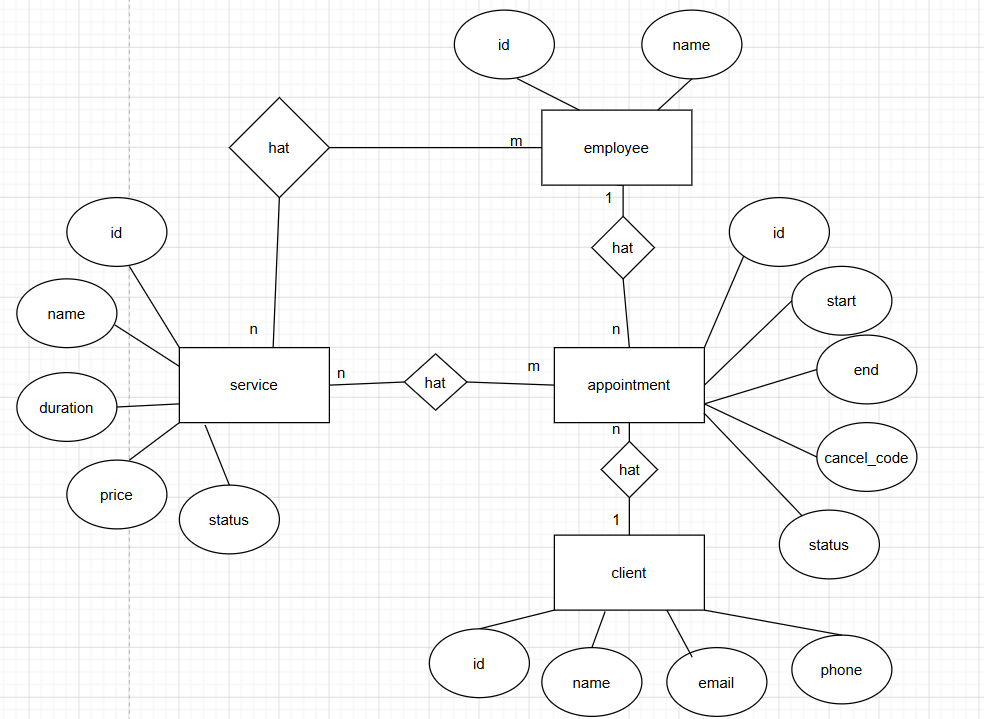 id
name
hat
m
employee
1
hat
id
id
start
name
n
n
end
n
hat
m
service
appointment
duration
n
cancel_code
hat
price
status
1
status
client
id
name
email
phone